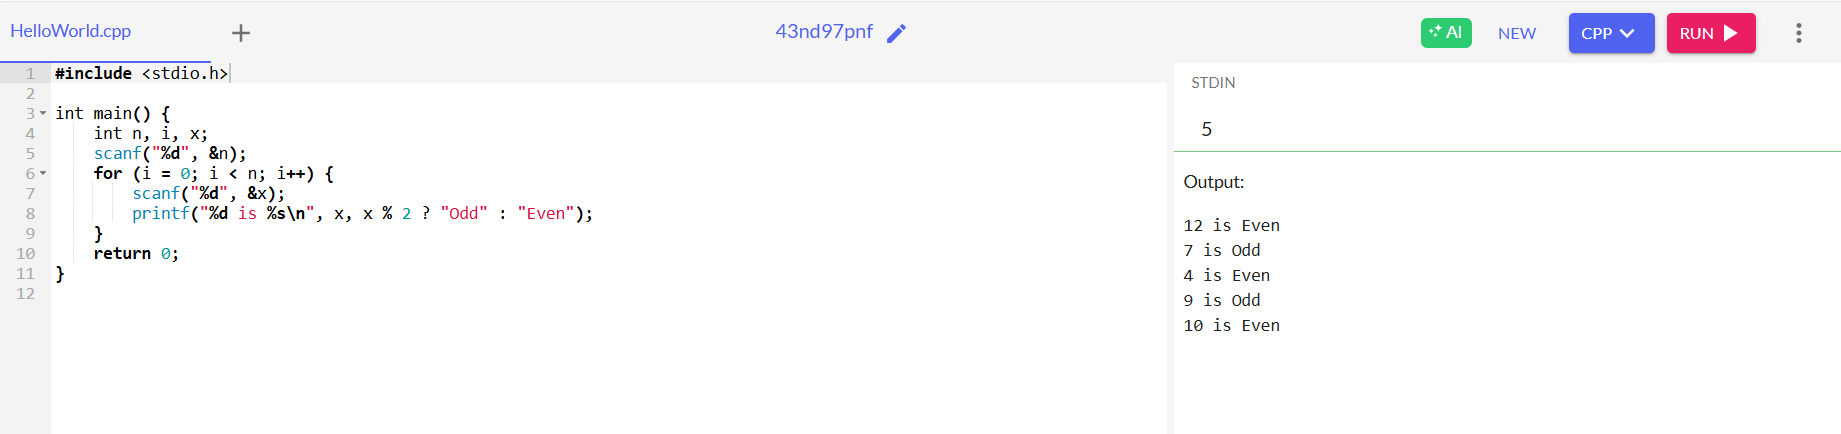 HelloWorld.cpp + 43nd97pnf AI NEW CPP RUN
1 #include <stdio.h>
2
3 int main() {
4     int n, i, x;
5     scanf("%d", &n);
6     for (i = 0; i < n; i++) {
7         scanf("%d", &x);
8         printf("%d is %s\n", x, x % 2 ? "Odd" : "Even");
9     }
10     return 0;
11 }
12
STDIN
5
Output:
12 is Even
7 is Odd
4 is Even
9 is Odd
10 is Even